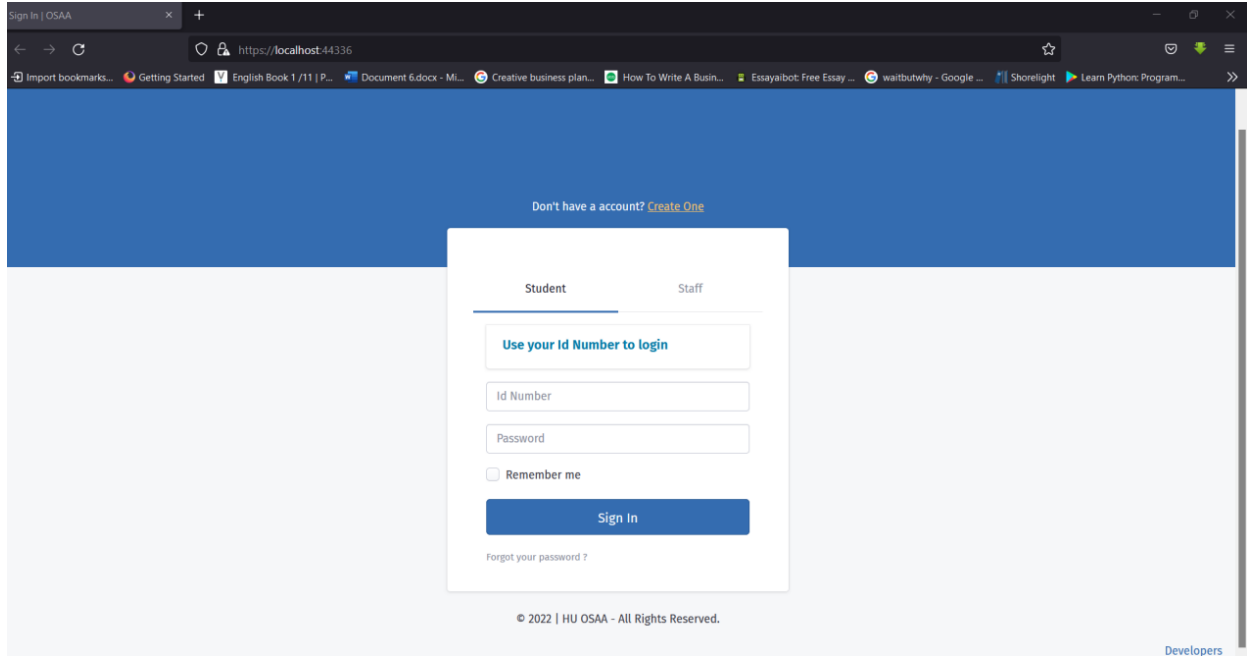 Sign In | OSAA
https://localhost:44336
Import bookmarks... Getting Started English Book 1 /11 | P... Document 6.docx - Mi... Creative business plan... How To Write A Busin... Essayaibot: Free Essay ... waitbutwhy - Google ... Shorelight Learn Python: Program...
Don't have a account? Create One
Student Staff
Use your Id Number to login
Id Number
Password
Remember me
Sign In
Forgot your password ?
© 2022 | HU OSAA - All Rights Reserved.
Developers